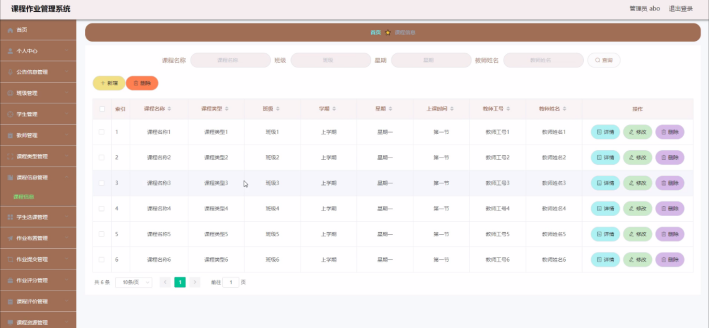 课程作业管理系统
管理员 abo 退出登录
首页
个人中心
公告信息管理
班级管理
学生管理
教师管理
课程类型管理
课程信息管理
课程信息
学生选课管理
作业布置管理
作业提交管理
作业评分管理
课程评价管理
课程资源管理
首页 课程信息
课程名称 课程名称 班级 班级 星期 星期 教师姓名 教师姓名 查询
+ 新增 删除
索引 课程名称 课程类型 班级 学期 星期 上课时间 教师工号 教师姓名 操作
1 课程名称1 课程类型1 班级1 上学期 星期一 第一节 教师工号1 教师姓名1 详情 修改 删除
2 课程名称2 课程类型2 班级2 上学期 星期一 第一节 教师工号2 教师姓名2 详情 修改 删除
3 课程名称3 课程类型3 班级3 上学期 星期一 第一节 教师工号3 教师姓名3 详情 修改 删除
4 课程名称4 课程类型4 班级4 上学期 星期一 第一节 教师工号4 教师姓名4 详情 修改 删除
5 课程名称5 课程类型5 班级5 上学期 星期一 第一节 教师工号5 教师姓名5 详情 修改 删除
6 课程名称6 课程类型6 班级6 上学期 星期一 第一节 教师工号6 教师姓名6 详情 修改 删除
共 6 条 10条/页 < 1 > 前往 1 页